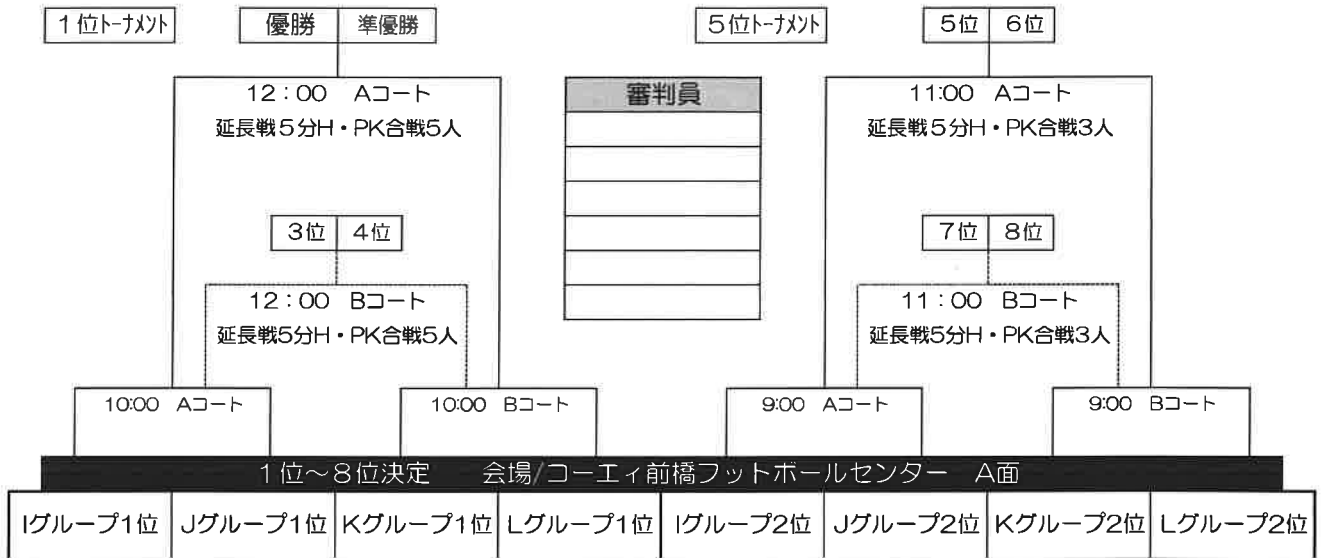 1位トーナメント 優勝 準優勝 5位トーナメント 5位 6位
12:00 Aコート 審判員 11:00 Aコート
延長戦5分H・PK合戦5人 延長戦5分H・PK合戦3人
3位 4位 7位 8位
12:00 Bコート 11:00 Bコート
延長戦5分H・PK合戦5人 延長戦5分H・PK合戦3人
10:00 Aコート 10:00 Bコート 9:00 Aコート 9:00 Bコート
1位~8位決定 会場/コーエィ前橋フットボールセンター A面
Iグループ1位 Jグループ1位 Kグループ1位 Lグループ1位 Iグループ2位 Jグループ2位 Kグループ2位 Lグループ2位